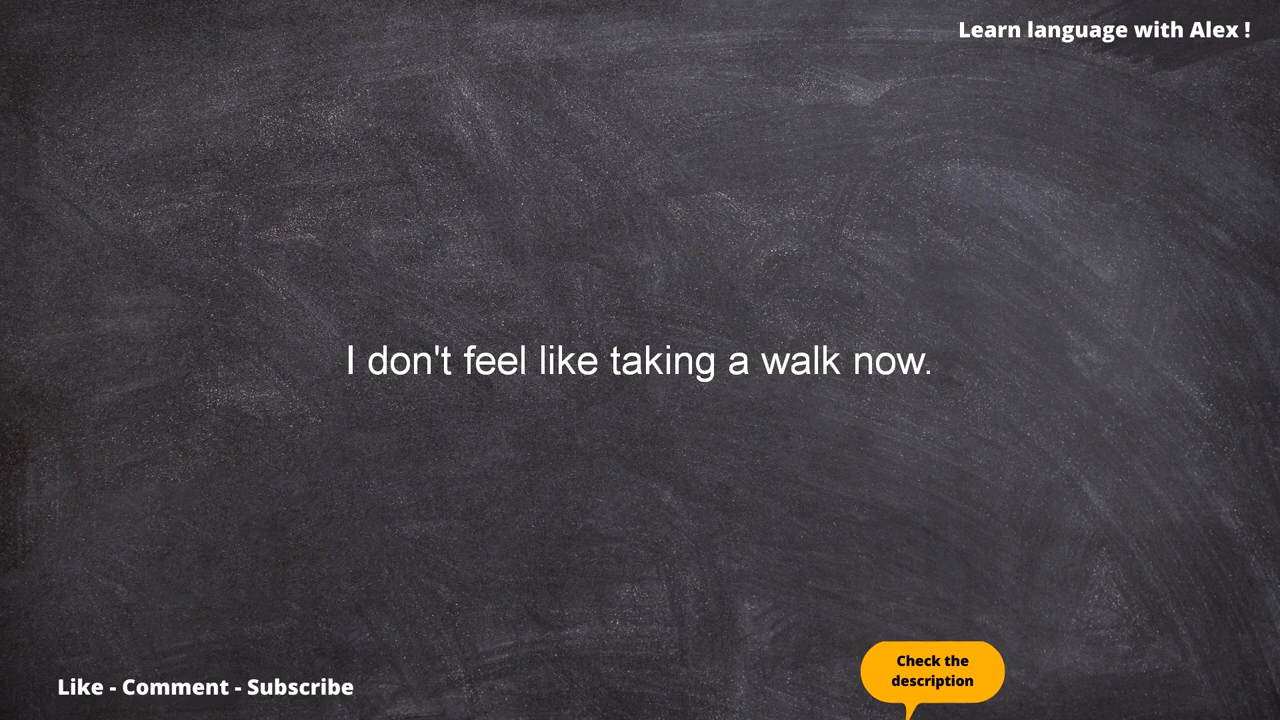 Learn language with Alex !
I don't feel like taking a walk now.
Check the
description
Like - Comment - Subscribe